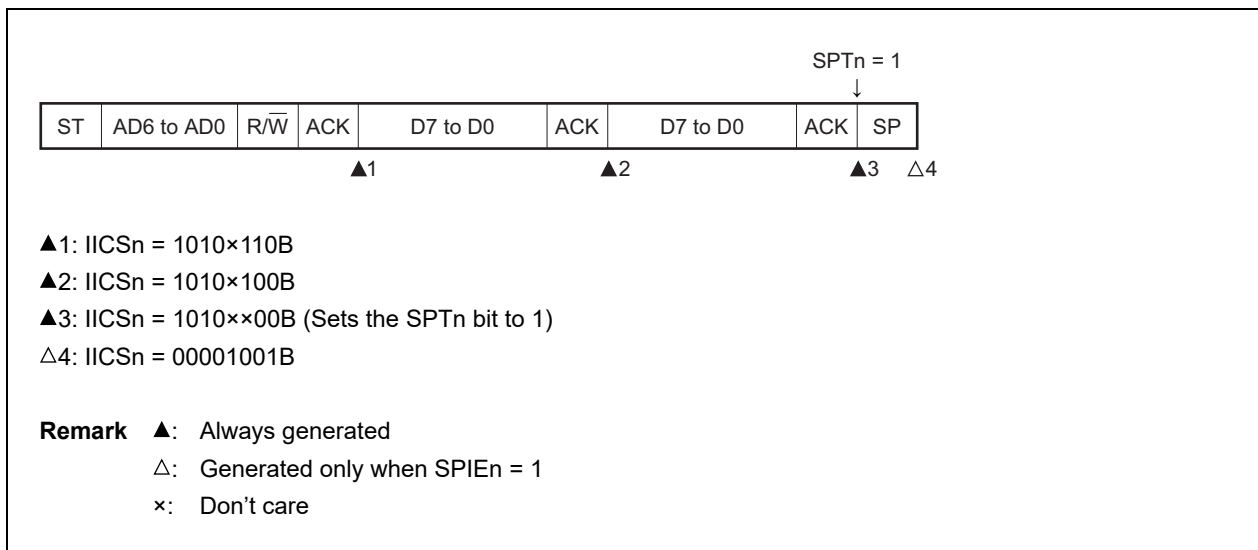 SPTn = 1
↓
ST AD6 to AD0 R/W̅ ACK D7 to D0 ACK D7 to D0 ACK SP
▲1 ▲2 ▲3 △4
▲1: IICSn = 1010×110B
▲2: IICSn = 1010×100B
▲3: IICSn = 1010××00B (Sets the SPTn bit to 1)
△4: IICSn = 00001001B
Remark ▲: Always generated
△: Generated only when SPIEn = 1
×: Don't care